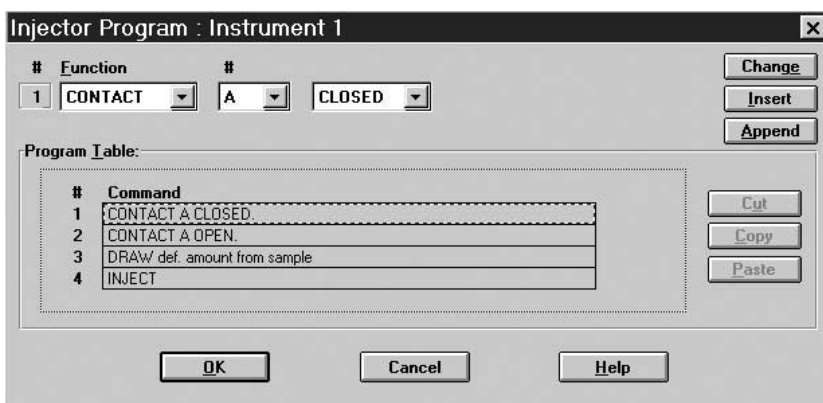 Injector Program : Instrument 1
# Function #
1 CONTACT A CLOSED
Change
Insert
Append
Program Table:
# Command
1 CONTACT A CLOSED.
2 CONTACT A OPEN.
3 DRAW def. amount from sample
4 INJECT
Cut
Copy
Paste
OK Cancel Help